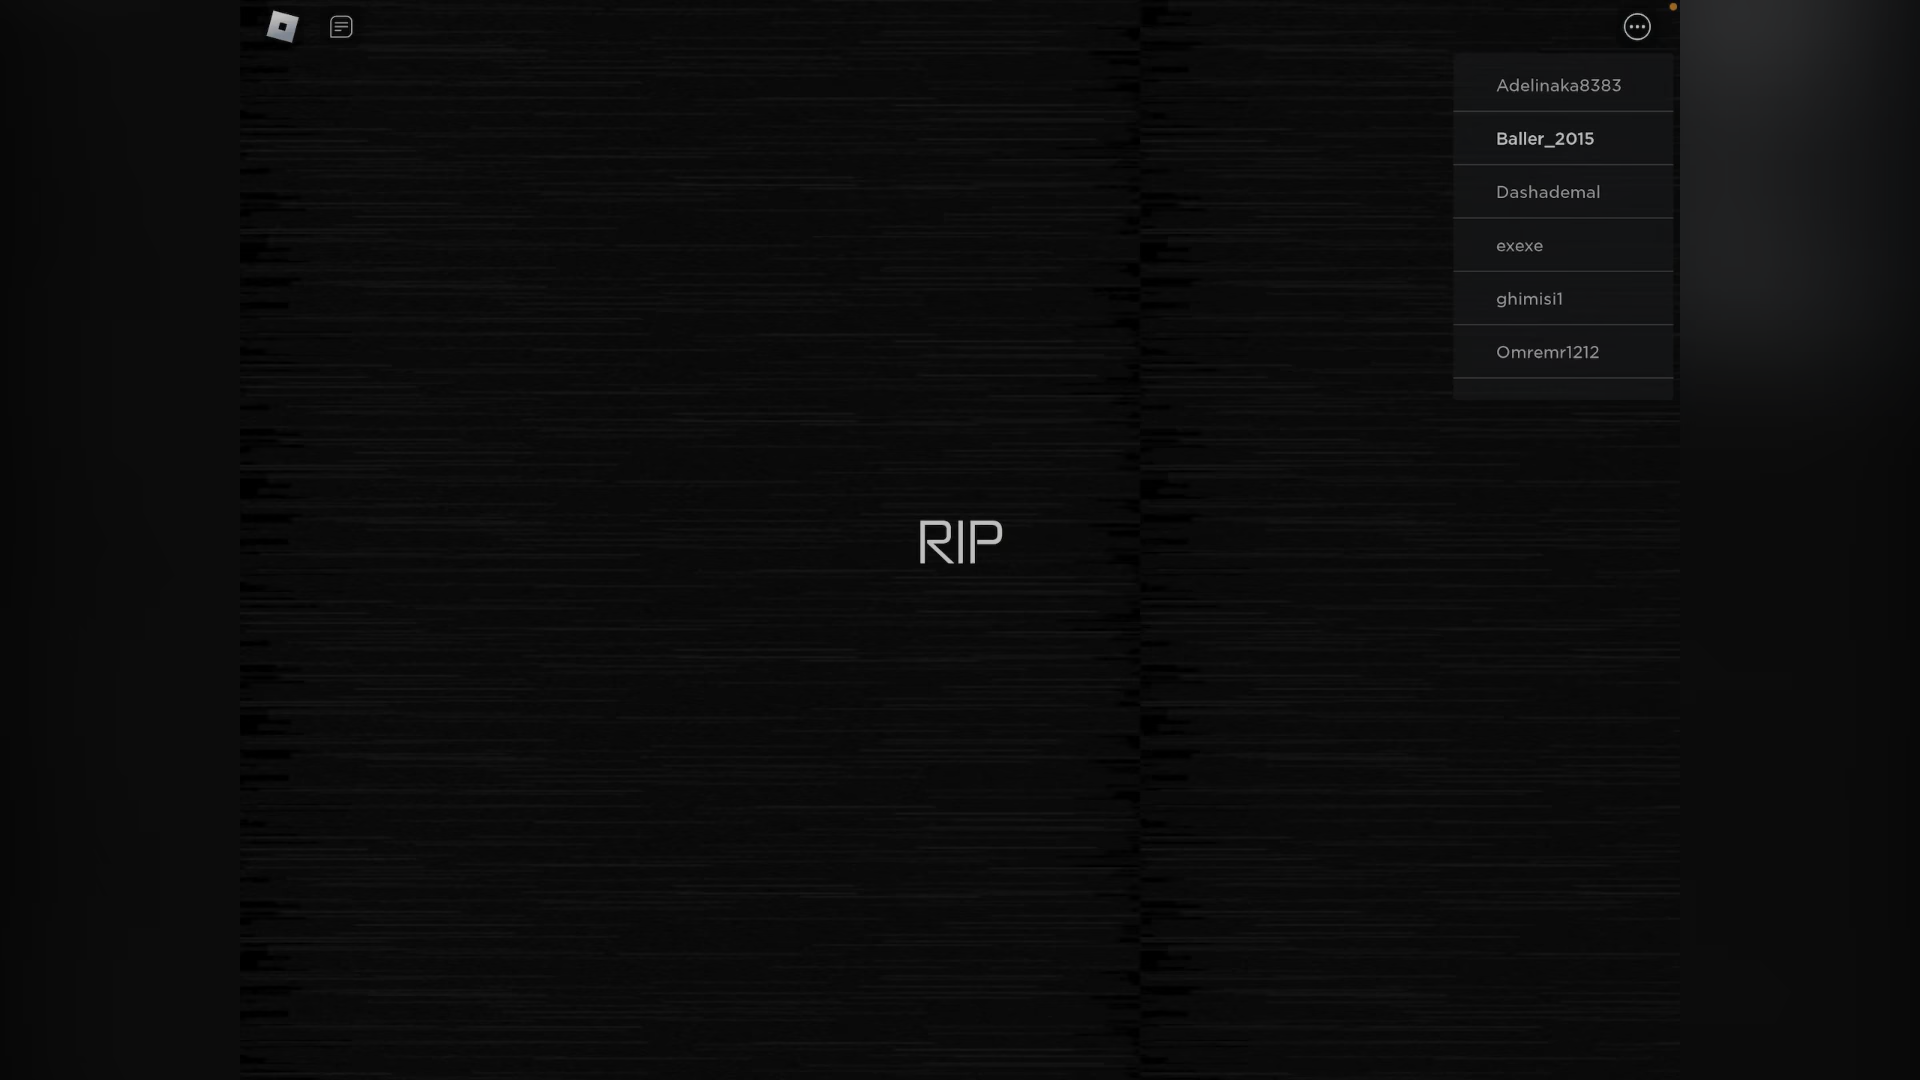 Adelinaka8383
Baller_2015
Dashademal
exexe
ghimisi1
Omremr1212
RIP